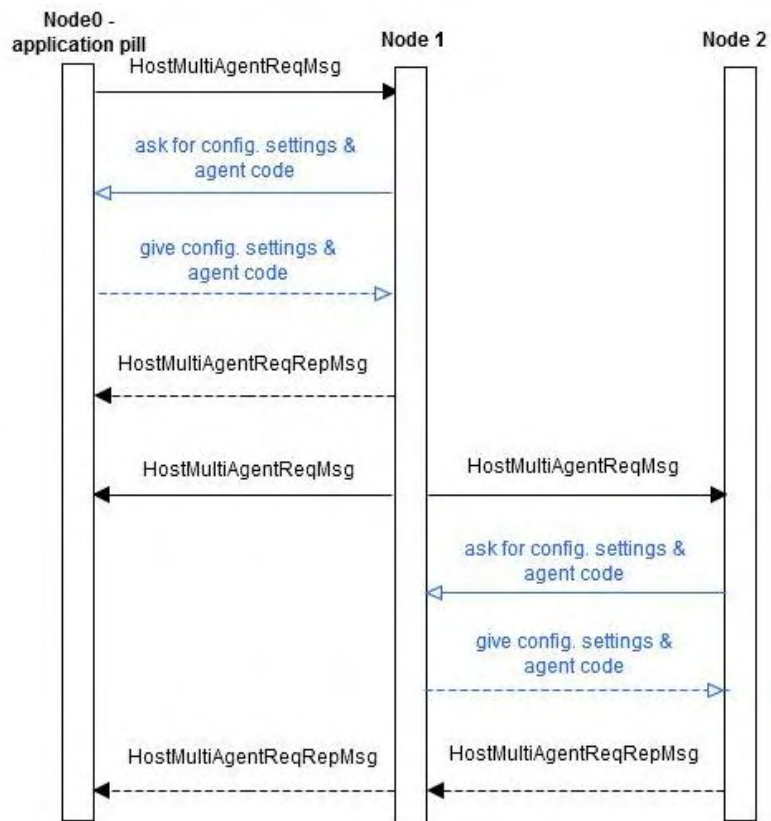 Node0 -
application pill
Node 1
Node 2
HostMultiAgentReqMsg
ask for config. settings &
agent code
give config. settings &
agent code
HostMultiAgentReqRepMsg
HostMultiAgentReqMsg
HostMultiAgentReqMsg
ask for config. settings &
agent code
give config. settings &
agent code
HostMultiAgentReqRepMsg
HostMultiAgentReqRepMsg